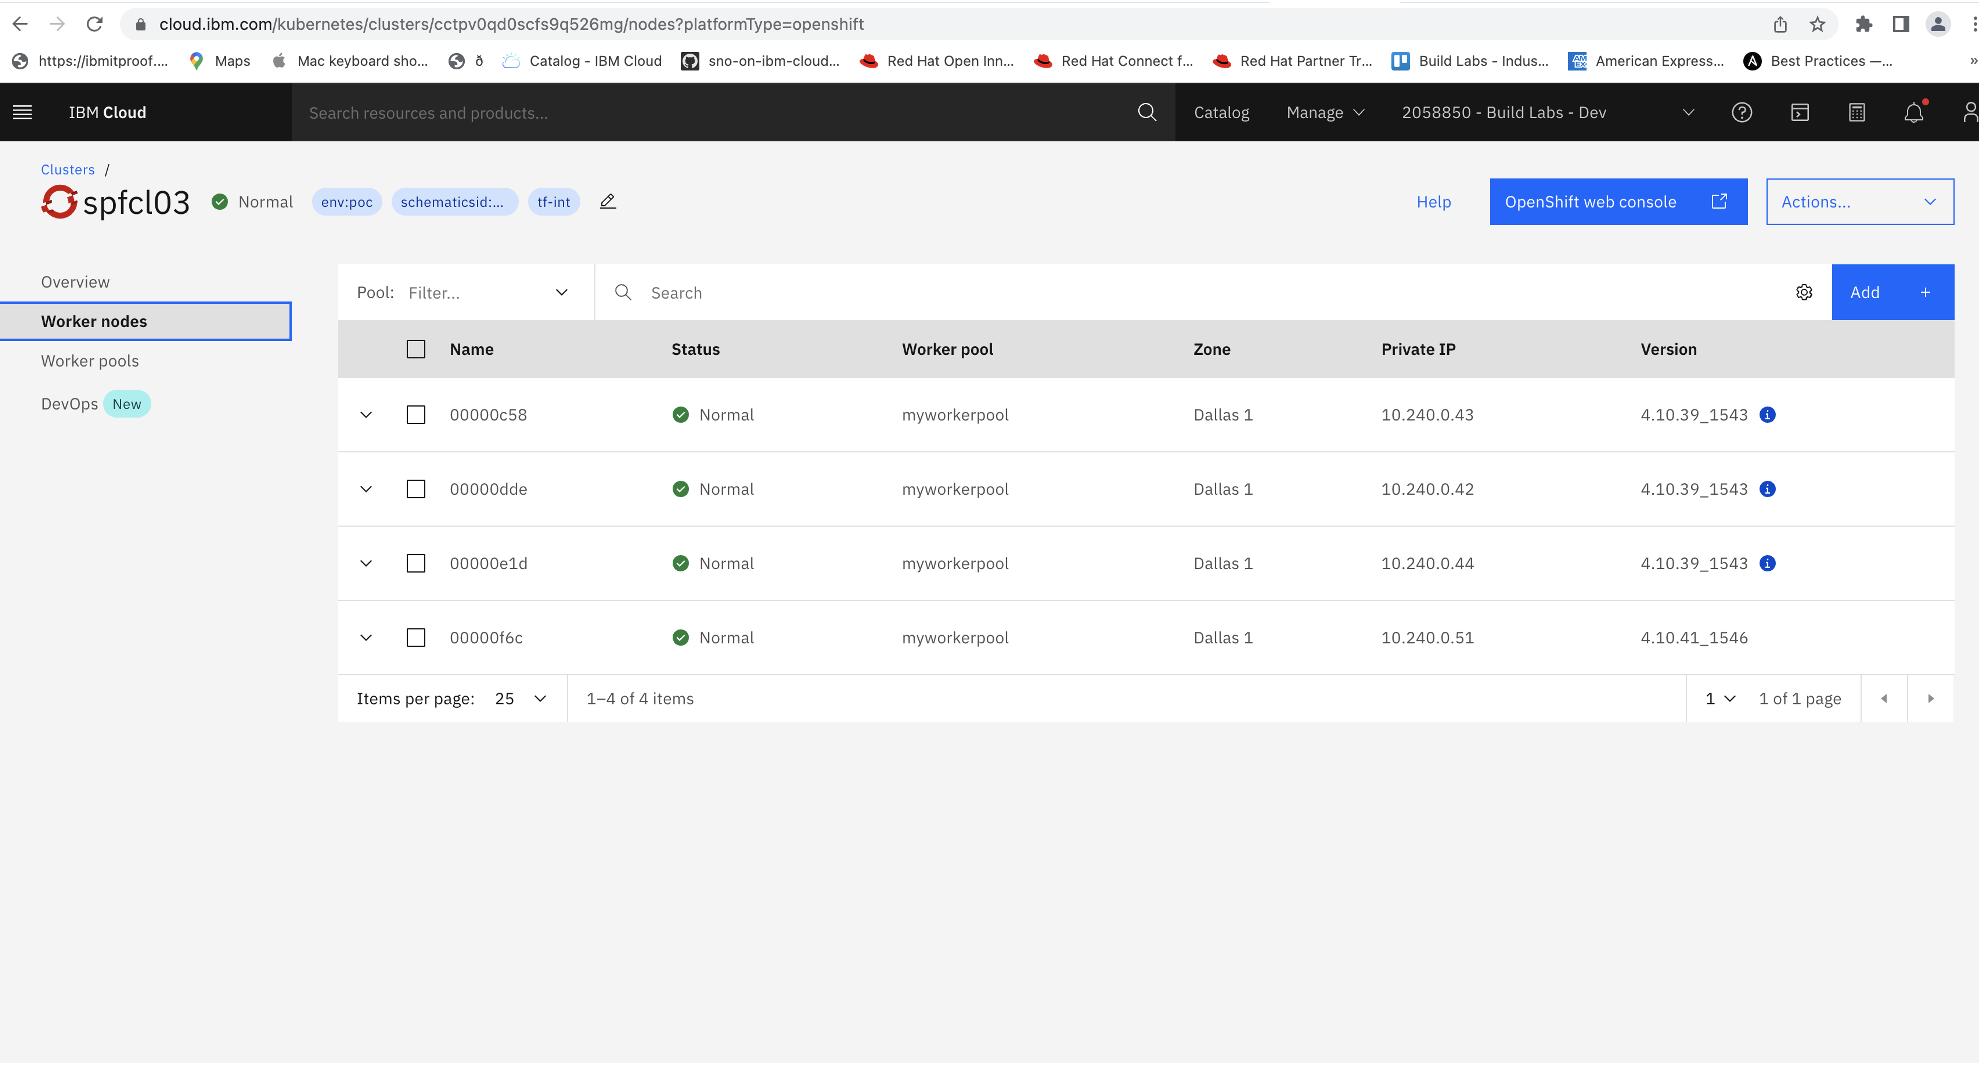 cloud.ibm.com/kubernetes/clusters/cctpv0qd0scfs9q526mg/nodes?platformType=openshift
https://ibmitproof.... Maps Mac keyboard sho... ð Catalog - IBM Cloud sno-on-ibm-cloud... Red Hat Open Inn... Red Hat Connect f... Red Hat Partner Tr... Build Labs - Indus... American Express... Best Practices —... »
IBM Cloud Search resources and products... Catalog Manage 2058850 - Build Labs - Dev
Clusters /
spfcl03 Normal env:poc schematicsid:... tf-int Help OpenShift web console Actions...
Overview
Worker nodes
Worker pools
DevOps New
Pool: Filter... Search Add +
Name Status Worker pool Zone Private IP Version
00000c58 Normal myworkerpool Dallas 1 10.240.0.43 4.10.39_1543
00000dde Normal myworkerpool Dallas 1 10.240.0.42 4.10.39_1543
00000e1d Normal myworkerpool Dallas 1 10.240.0.44 4.10.39_1543
00000f6c Normal myworkerpool Dallas 1 10.240.0.51 4.10.41_1546
Items per page: 25 1–4 of 4 items 1 1 of 1 page